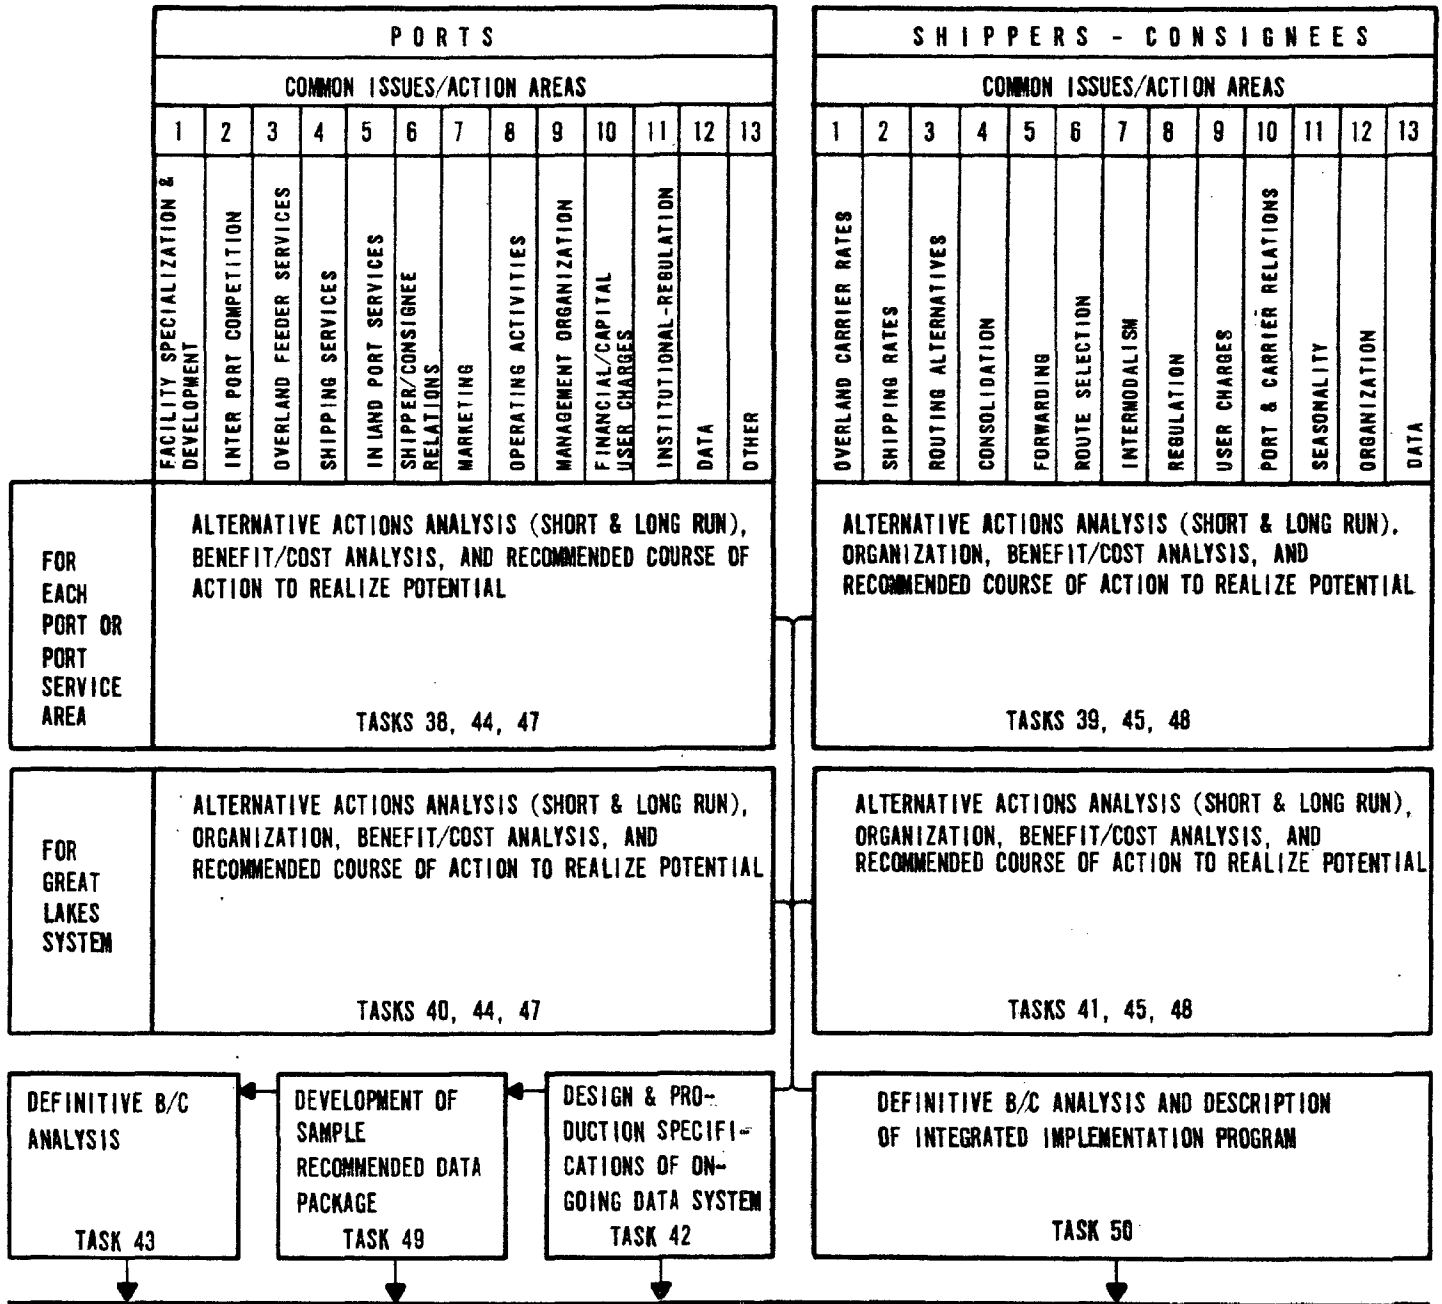 PORTS
COMMON ISSUES/ACTION AREAS
1 2 3 4 5 6 7 8 9 10 11 12 13
FACILITY SPECIALIZATION &
DEVELOPMENT
INTER PORT COMPETITION
OVERLAND FEEDER SERVICES
SHIPPING SERVICES
INLAND PORT SERVICES
SHIPPER/CONSIGNEE
RELATIONS
MARKETING
OPERATING ACTIVITIES
MANAGEMENT ORGANIZATION
FINANCIAL/CAPITAL
USER CHARGES
INSTITUTIONAL-REGULATION
DATA
OTHER
SHIPPERS - CONSIGNEES
COMMON ISSUES/ACTION AREAS
1 2 3 4 5 6 7 8 9 10 11 12 13
OVERLAND CARRIER RATES
SHIPPING RATES
ROUTING ALTERNATIVES
CONSOLIDATION
FORWARDING
ROUTE SELECTION
INTERMODALISM
REGULATION
USER CHARGES
PORT & CARRIER RELATIONS
SEASONALITY
ORGANIZATION
DATA
FOR
EACH
PORT OR
PORT
SERVICE
AREA
ALTERNATIVE ACTIONS ANALYSIS (SHORT & LONG RUN),
BENEFIT/COST ANALYSIS, AND RECOMMENDED COURSE OF
ACTION TO REALIZE POTENTIAL
TASKS 38, 44, 47
ALTERNATIVE ACTIONS ANALYSIS (SHORT & LONG RUN).
ORGANIZATION, BENEFIT/COST ANALYSIS, AND
RECOMMENDED COURSE OF ACTION TO REALIZE POTENTIAL
TASKS 39, 45, 48
FOR
GREAT
LAKES
SYSTEM
ALTERNATIVE ACTIONS ANALYSIS (SHORT & LONG RUN),
ORGANIZATION, BENEFIT/COST ANALYSIS, AND
RECOMMENDED COURSE OF ACTION TO REALIZE POTENTIAL
TASKS 40, 44, 47
ALTERNATIVE ACTIONS ANALYSIS (SHORT & LONG RUN),
ORGANIZATION, BENEFIT/COST ANALYSIS, AND
RECOMMENDED COURSE OF ACTION TO REALIZE POTENTIAL
TASKS 41, 45, 48
DEFINITIVE B/C
ANALYSIS
TASK 43
DEVELOPMENT OF
SAMPLE
RECOMMENDED DATA
PACKAGE
TASK 49
DESIGN & PRO-
DUCTION SPECIFI-
CATIONS OF ON-
GOING DATA SYSTEM
TASK 42
DEFINITIVE B/C ANALYSIS AND DESCRIPTION
OF INTEGRATED IMPLEMENTATION PROGRAM
TASK 50